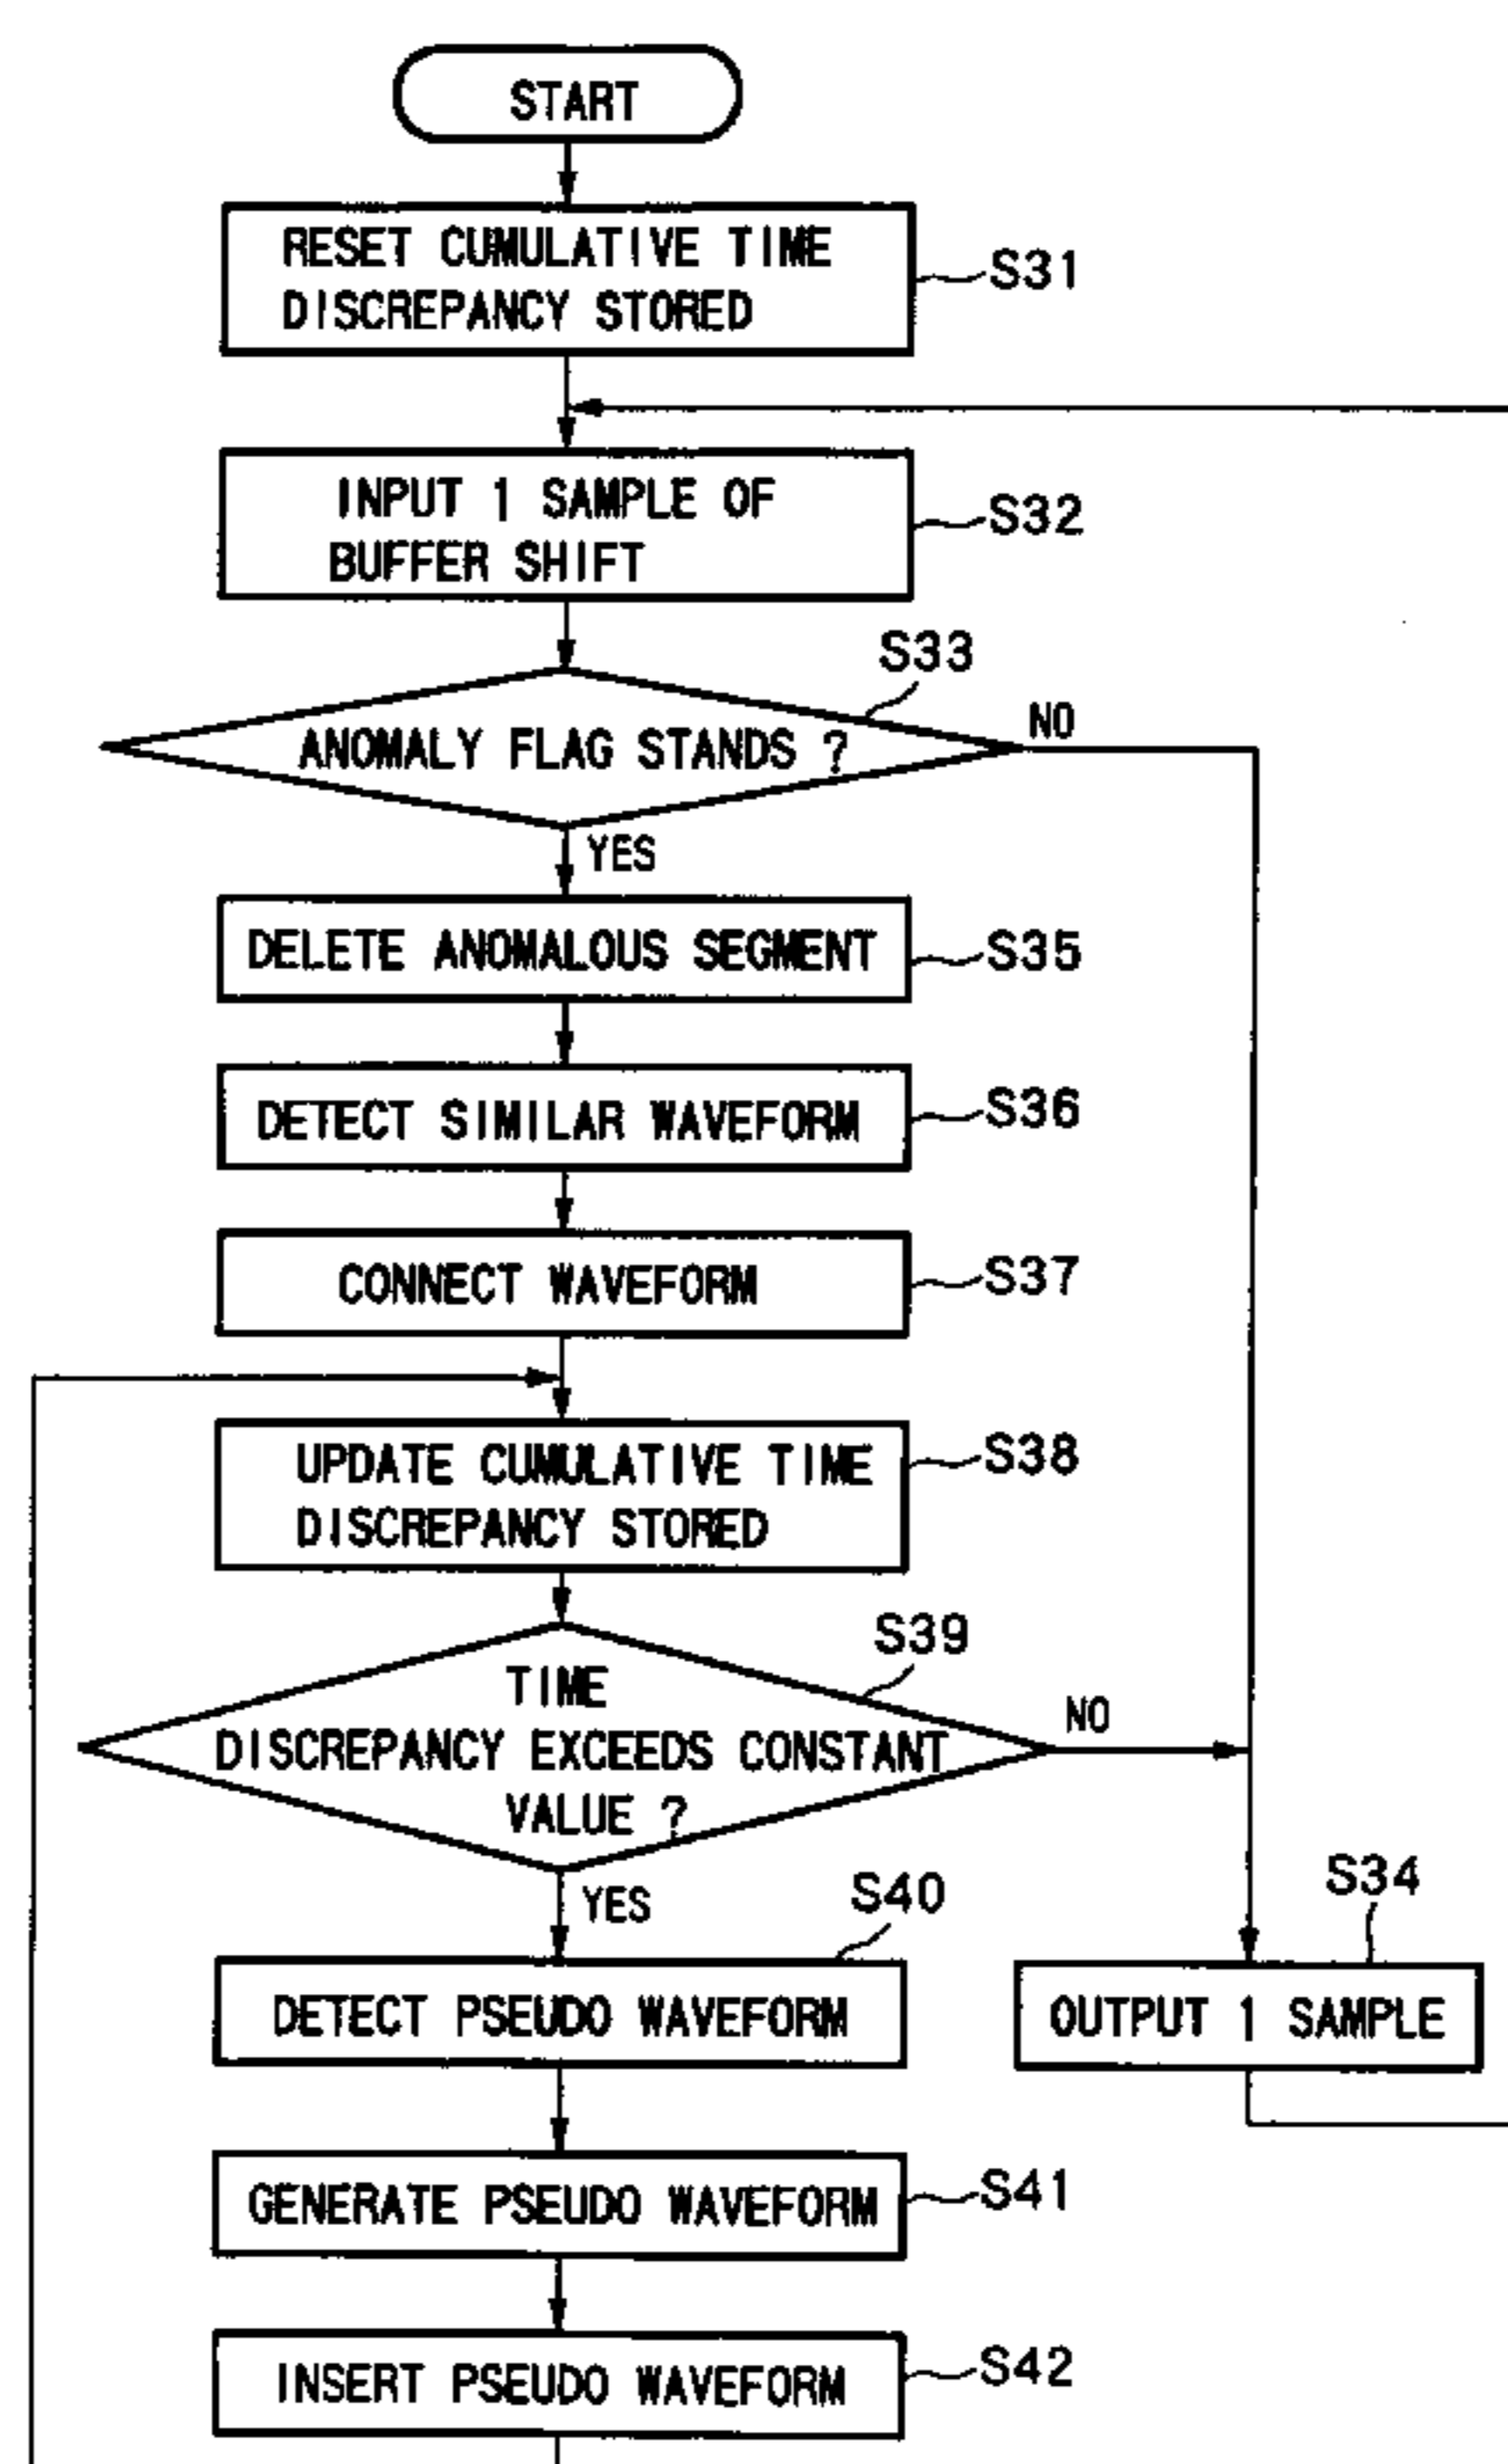 START
RESET CUMULATIVE TIME
DISCREPANCY STORED
S31
INPUT 1 SAMPLE OF
BUFFER SHIFT
S32
S33
ANOMALY FLAG STANDS ?
NO
YES
DELETE ANOMALOUS SEGMENT
S35
DETECT SIMILAR WAVEFORM
S36
CONNECT WAVEFORM
S37
UPDATE CUMULATIVE TIME
DISCREPANCY STORED
S38
S39
TIME
DISCREPANCY EXCEEDS CONSTANT
VALUE ?
NO
YES
S40
DETECT PSEUDO WAVEFORM
S34
OUTPUT 1 SAMPLE
GENERATE PSEUDO WAVEFORM
S41
INSERT PSEUDO WAVEFORM
S42